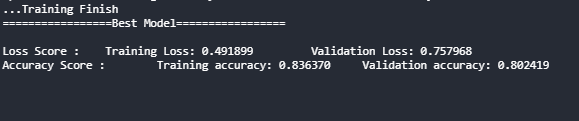 ...Training Finish
=================Best Model=================
Loss Score : Training Loss: 0.491899 Validation Loss: 0.757968
Accuracy Score : Training accuracy: 0.836370 Validation accuracy: 0.802419